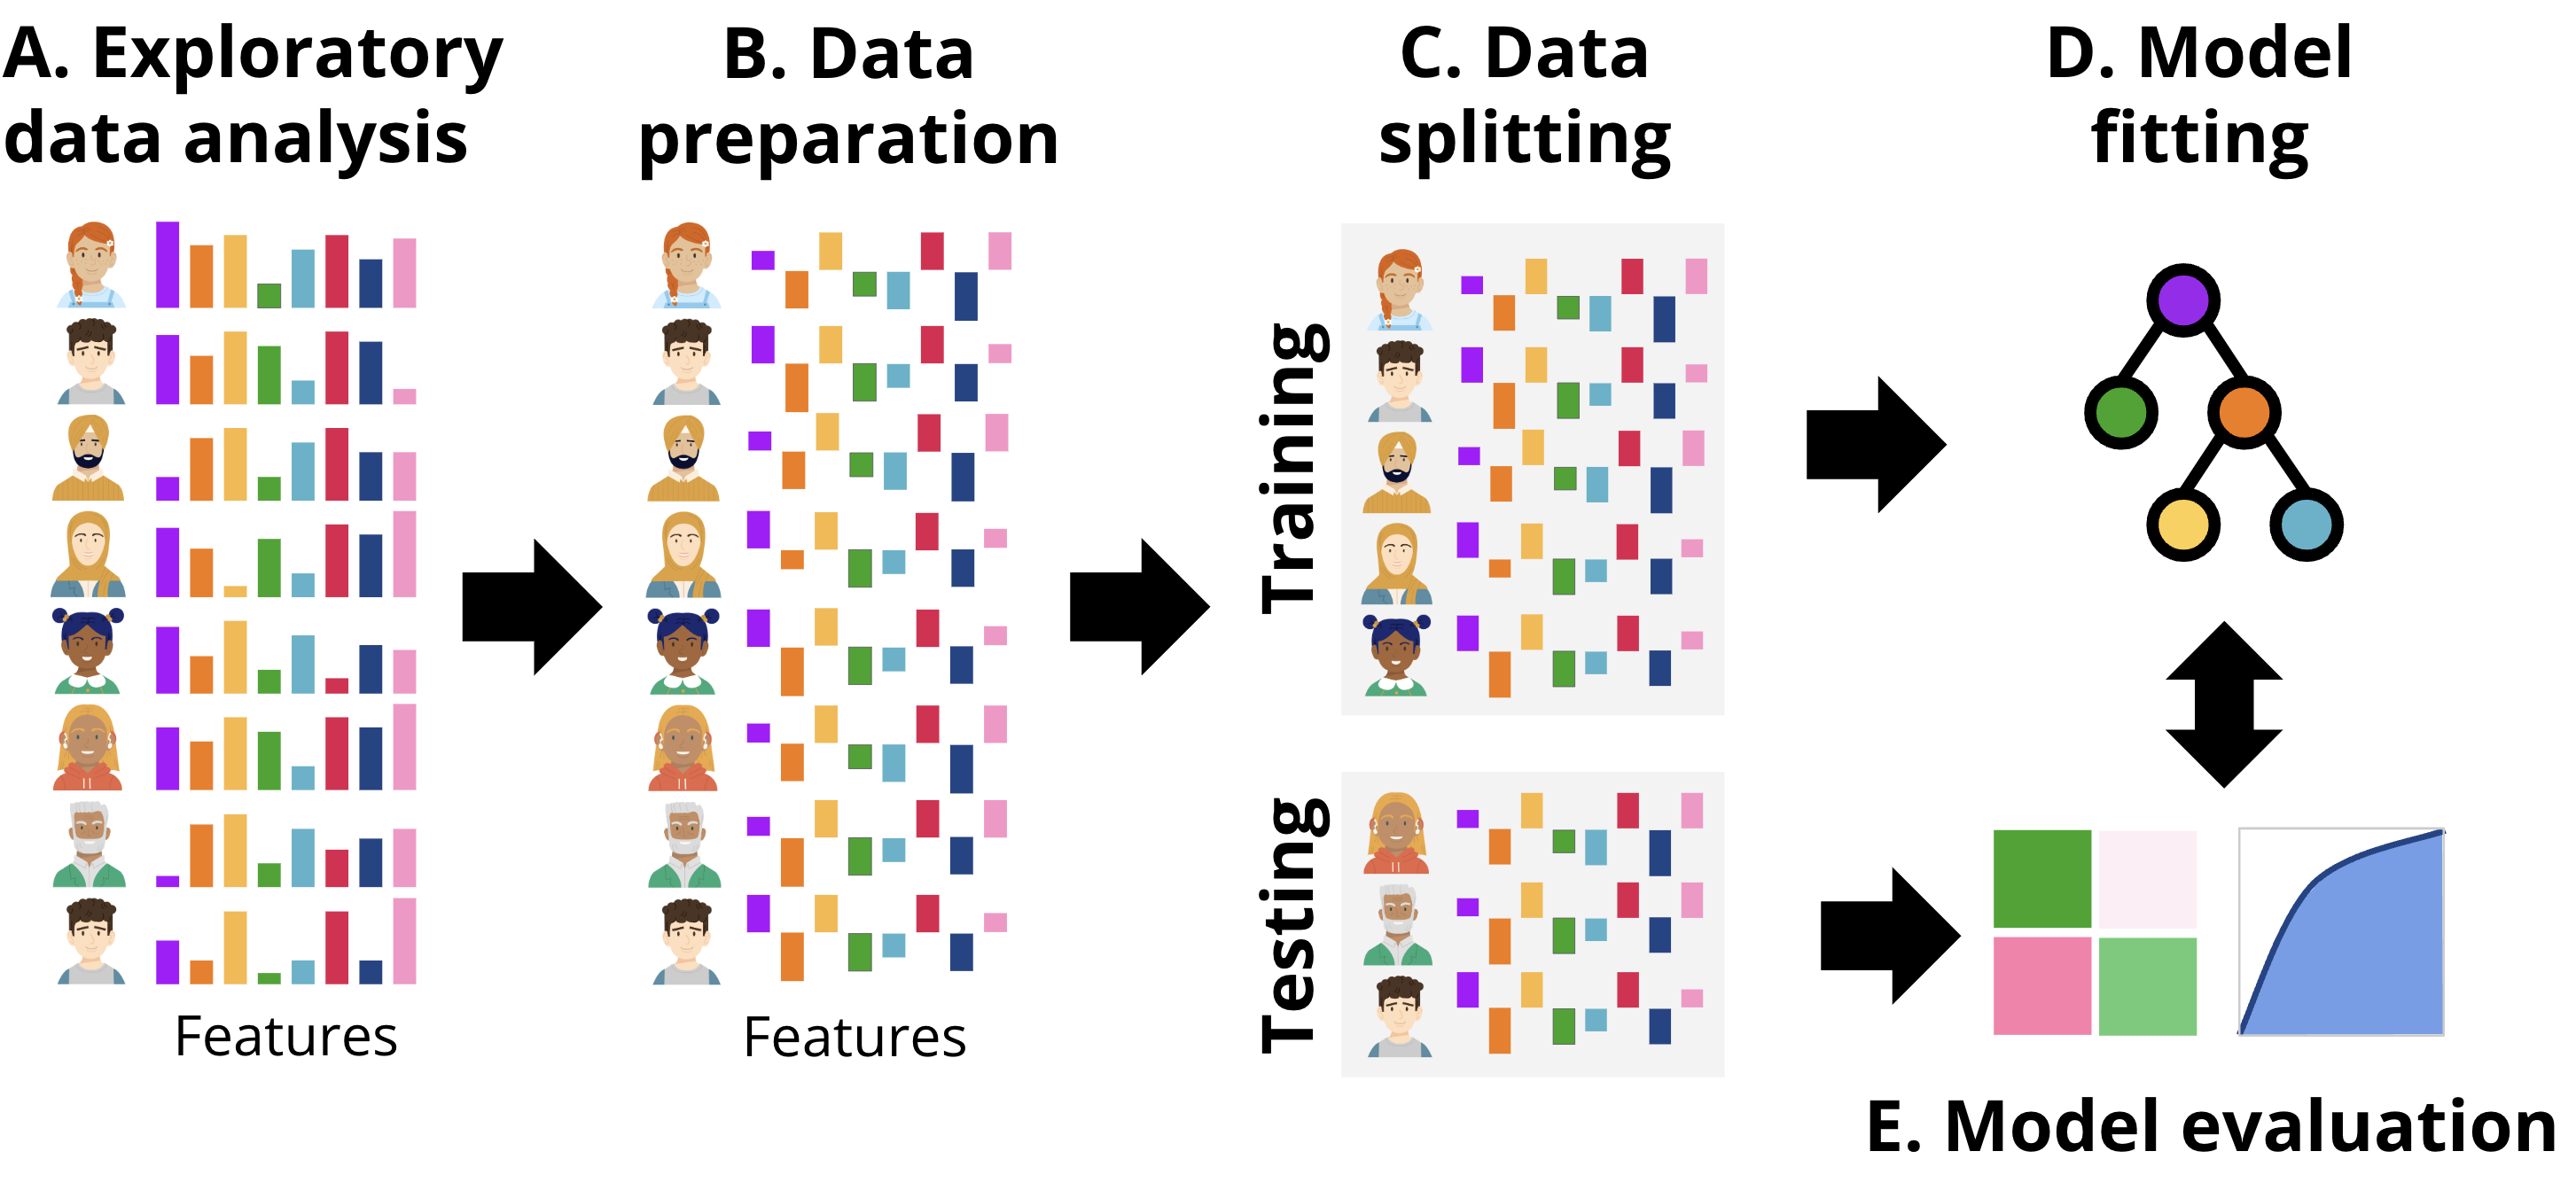 A. Exploratory
data analysis
B. Data
preparation
C. Data
splitting
D. Model
fitting
Training
Testing
Features
Features
E. Model evaluation